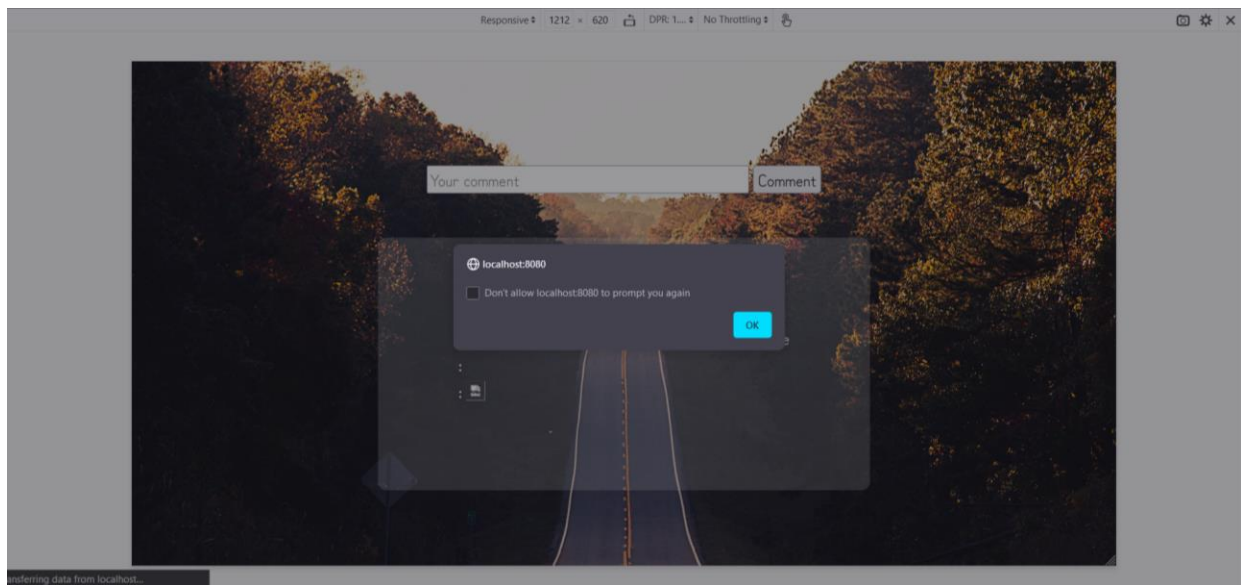 Responsive 1212 × 620 DPR: 1.... No Throttling
Your comment Comment
localhost:8080
Don't allow localhost:8080 to prompt you again
OK
e
:
:
ansferring data from localhost...